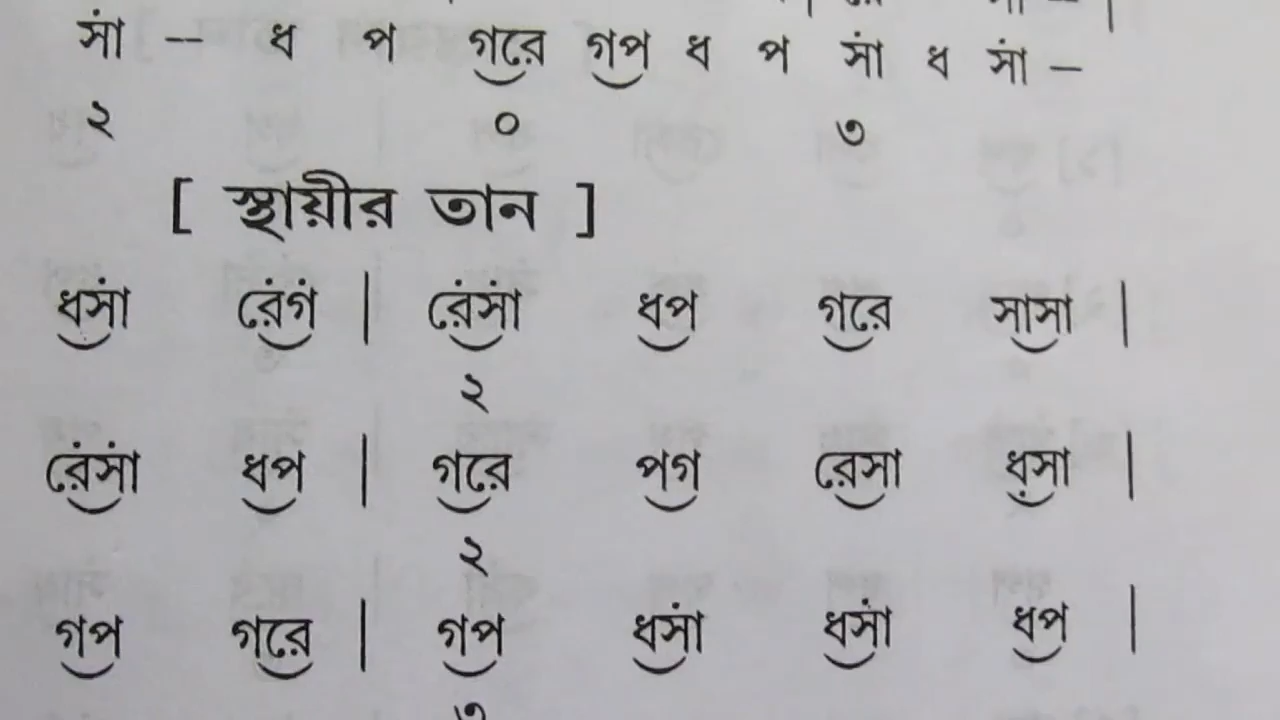 সাঁ – ধ প গরে গপ ধ প সাঁ ধ সাঁ –
২ ০ ৩
[ স্থায়ীর তান ]
ধর্সা রেঁগঁ | রেঁর্সা ধপ গরে সাসা |
২
রেঁর্সা ধপ | গরে পগ রেসা ধ়সা |
২
গপ গরে | গপ ধর্সা ধর্সা ধপ |
৩